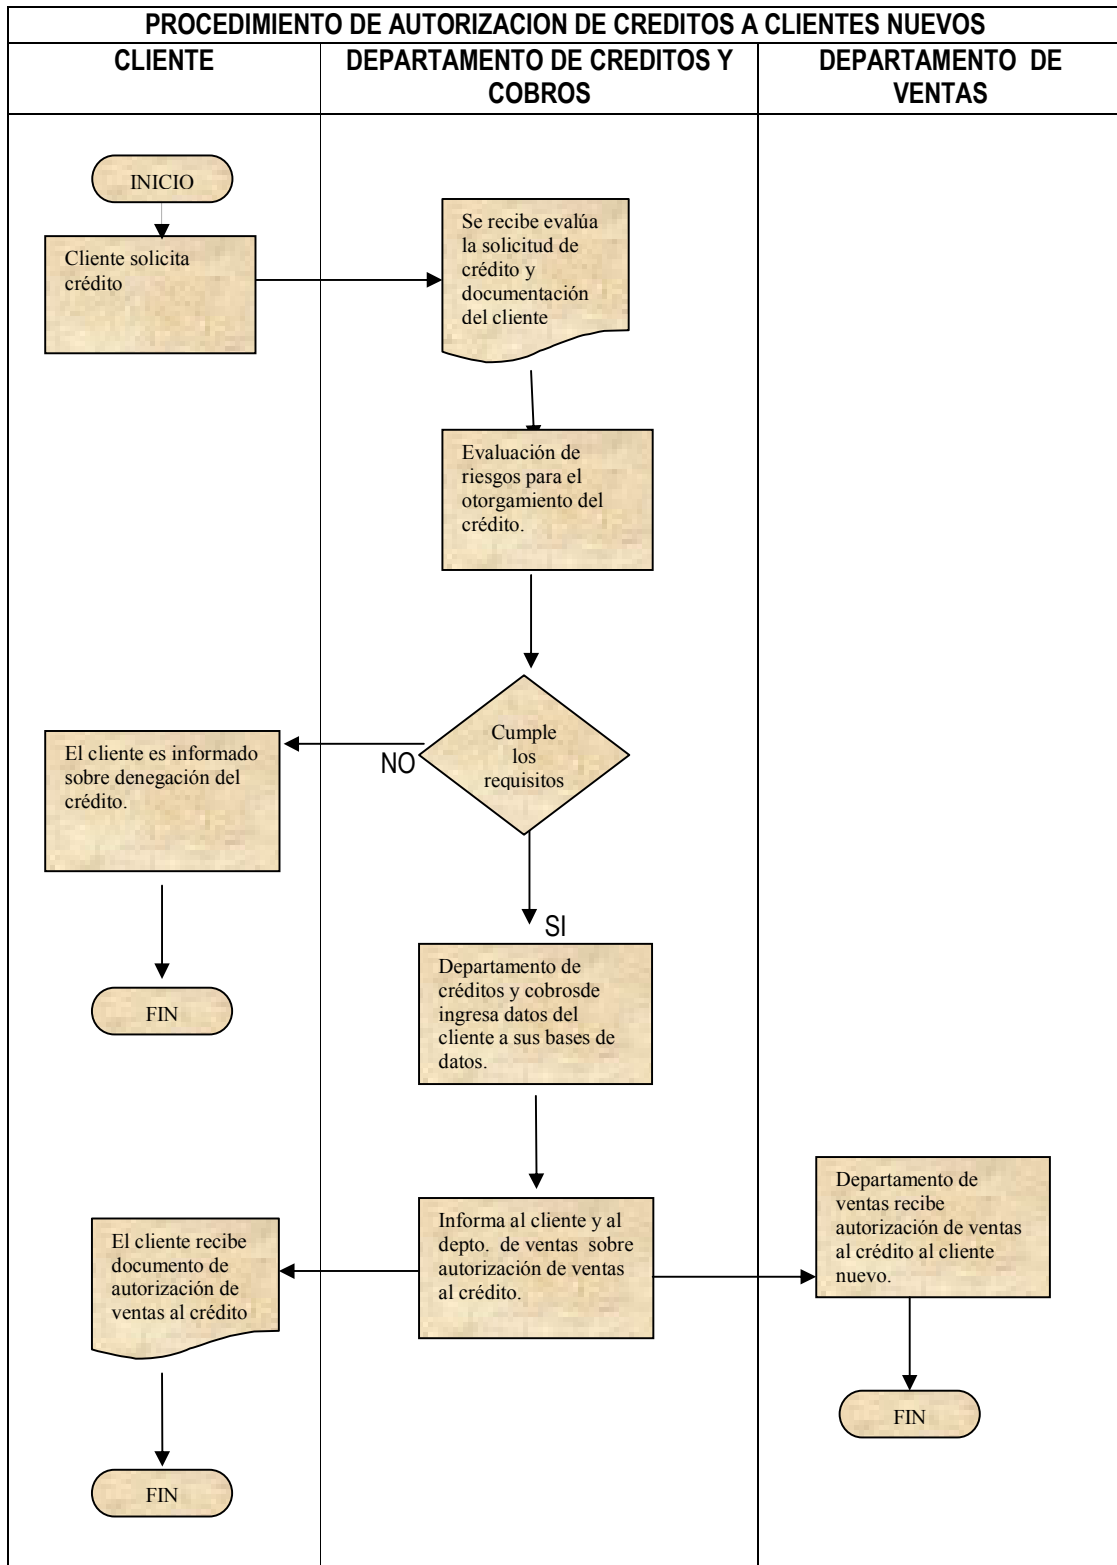 PROCEDIMIENTO DE AUTORIZACION DE CREDITOS A CLIENTES NUEVOS
CLIENTE
DEPARTAMENTO DE CREDITOS Y
COBROS
DEPARTAMENTO DE
VENTAS
INICIO
Cliente solicita
crédito
Se recibe evalúa
la solicitud de
crédito y
documentación
del cliente
Evaluación de
riesgos para el
otorgamiento del
crédito.
Cumple
los
requisitos
NO
El cliente es informado
sobre denegación del
crédito.
FIN
SI
Departamento de
créditos y cobrosde
ingresa datos del
cliente a sus bases de
datos.
Informa al cliente y al
depto. de ventas sobre
autorización de ventas
al crédito.
El cliente recibe
documento de
autorización de
ventas al crédito
FIN
Departamento de
ventas recibe
autorización de ventas
al crédito al cliente
nuevo.
FIN